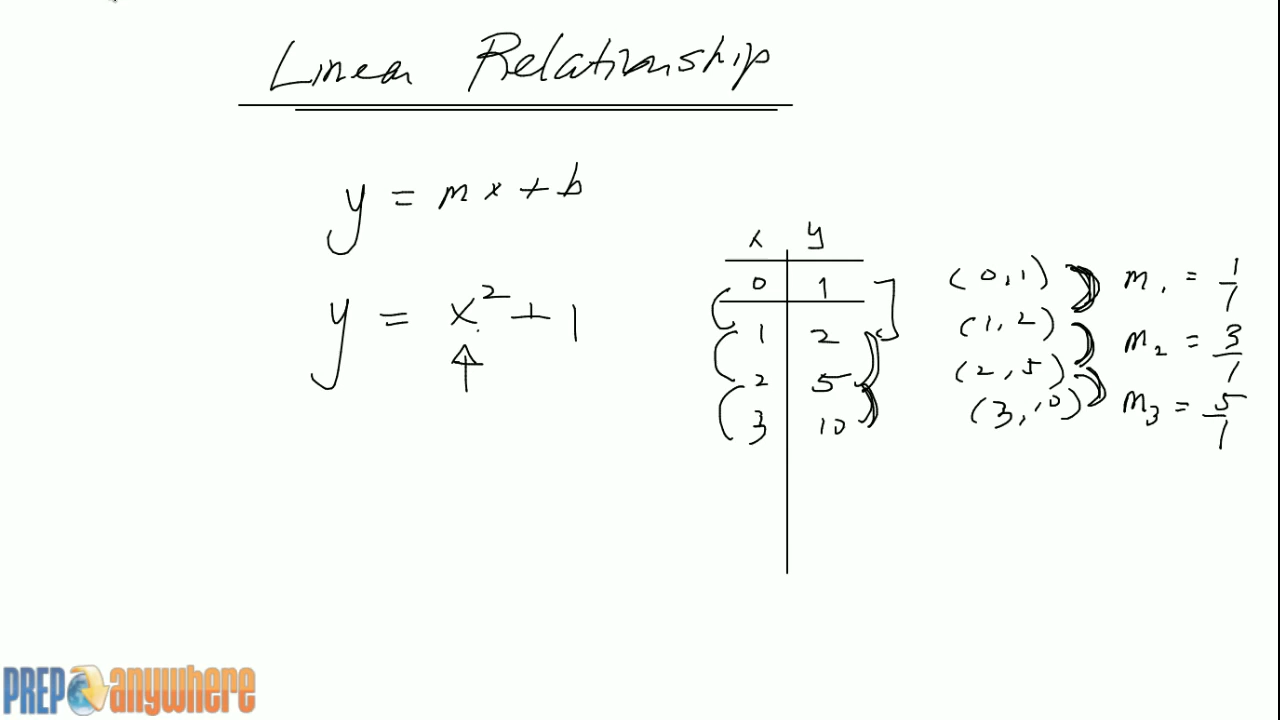 Linear Relationship
y = mx + b
y = x² + 1
↑
x y
0 1
1 2
2 5
3 10
(0,1)
(1,2)
(2,5)
(3,10)
m₁ = 1/1
m₂ = 3/1
m₃ = 5/1
PREP anywhere